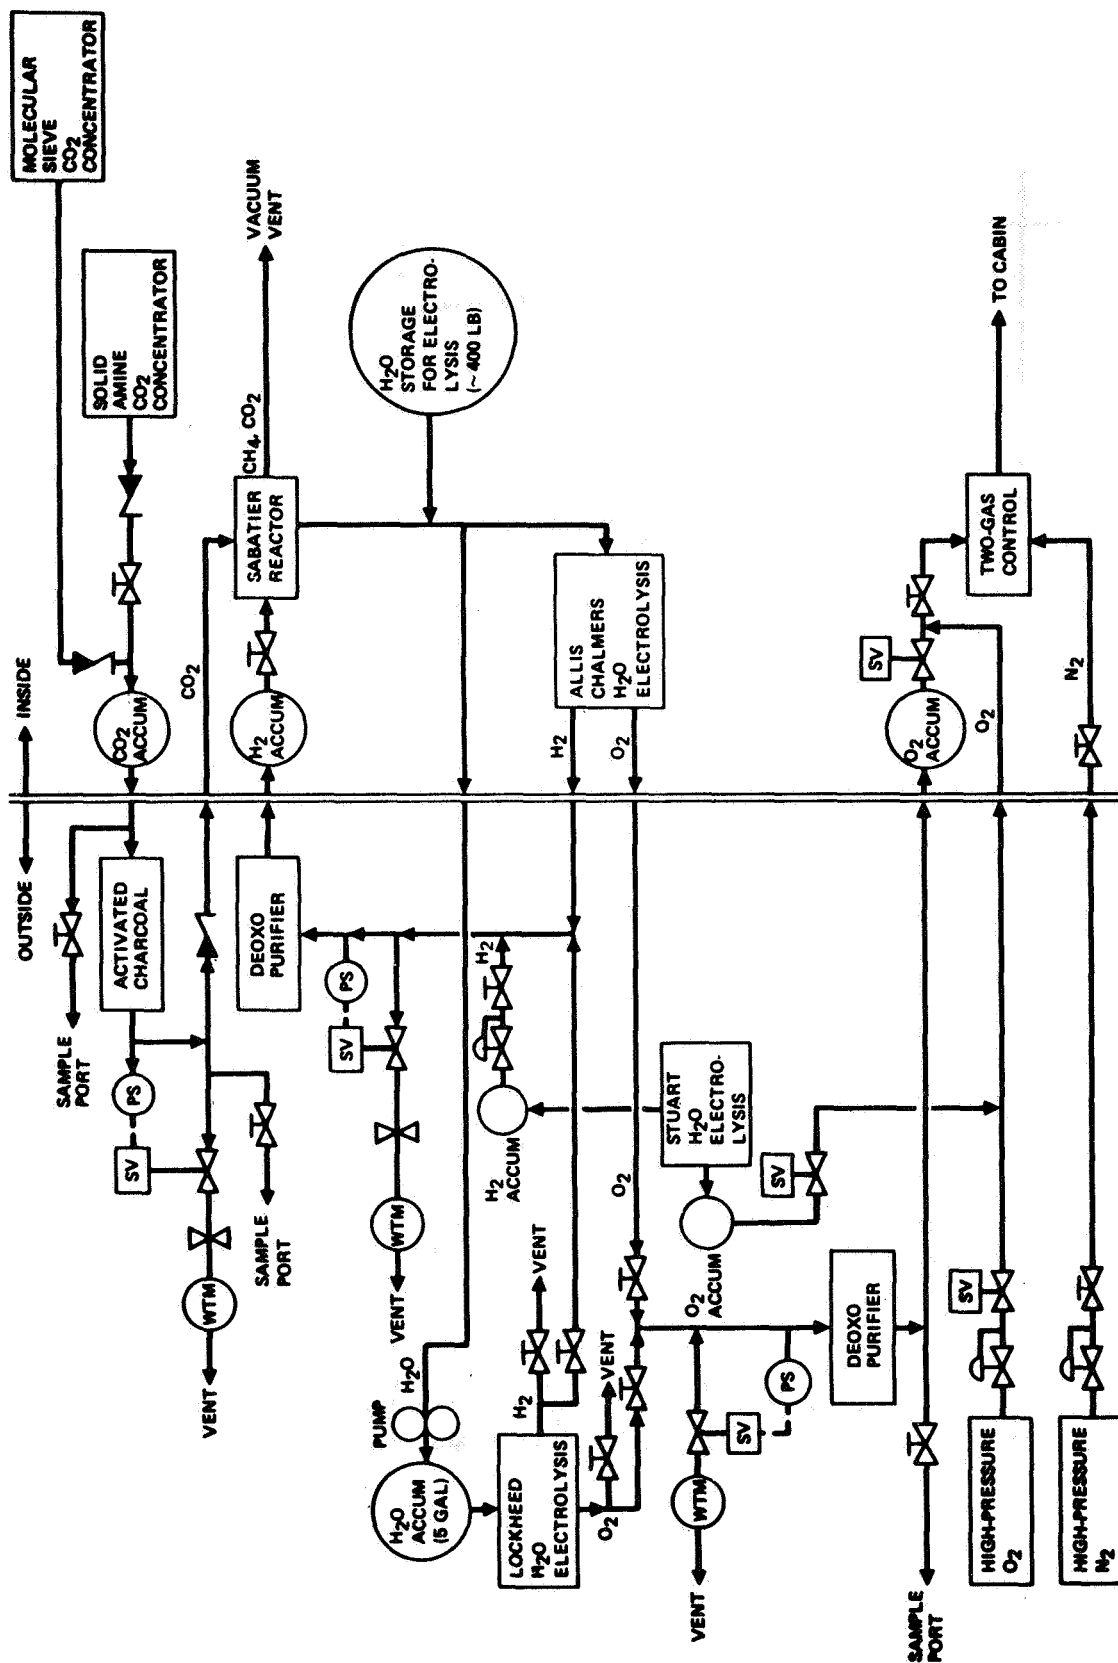 MOLECULAR
SIEVE
CO₂
CONCENTRATOR
OUTSIDE
INSIDE
SOLID
AMINE
CO₂
CONCENTRATOR
SAMPLE
PORT
ACTIVATED
CHARCOAL
CO₂
ACCUM
PS
SV
CO₂
WTM
VENT
SAMPLE
PORT
DEOXO
PURIFIER
H₂
ACCUM
SABATIER
REACTOR
CH₄, CO₂
VACUUM
VENT
PS
SV
WTM
VENT
H₂O
STORAGE
FOR ELECTRO-
LYSIS
(~ 400 LB)
PUMP
H₂O
H₂O
ACCUM
(5 GAL)
H₂
H₂
ACCUM
LOCKHEED
H₂O
ELECTROLYSIS
H₂
VENT
H₂
O₂
ALLIS
CHALMERS
H₂O
ELECTROLYSIS
O₂
VENT
O₂
STUART
H₂O
ELECTRO-
LYSIS
O₂
O₂
ACCUM
SV
WTM
VENT
SV
PS
DEOXO
PURIFIER
SV
O₂
ACCUM
SAMPLE
PORT
SV
HIGH-PRESSURE
O₂
O₂
TWO-GAS
CONTROL
TO CABIN
HIGH-PRESSURE
N₂
N₂